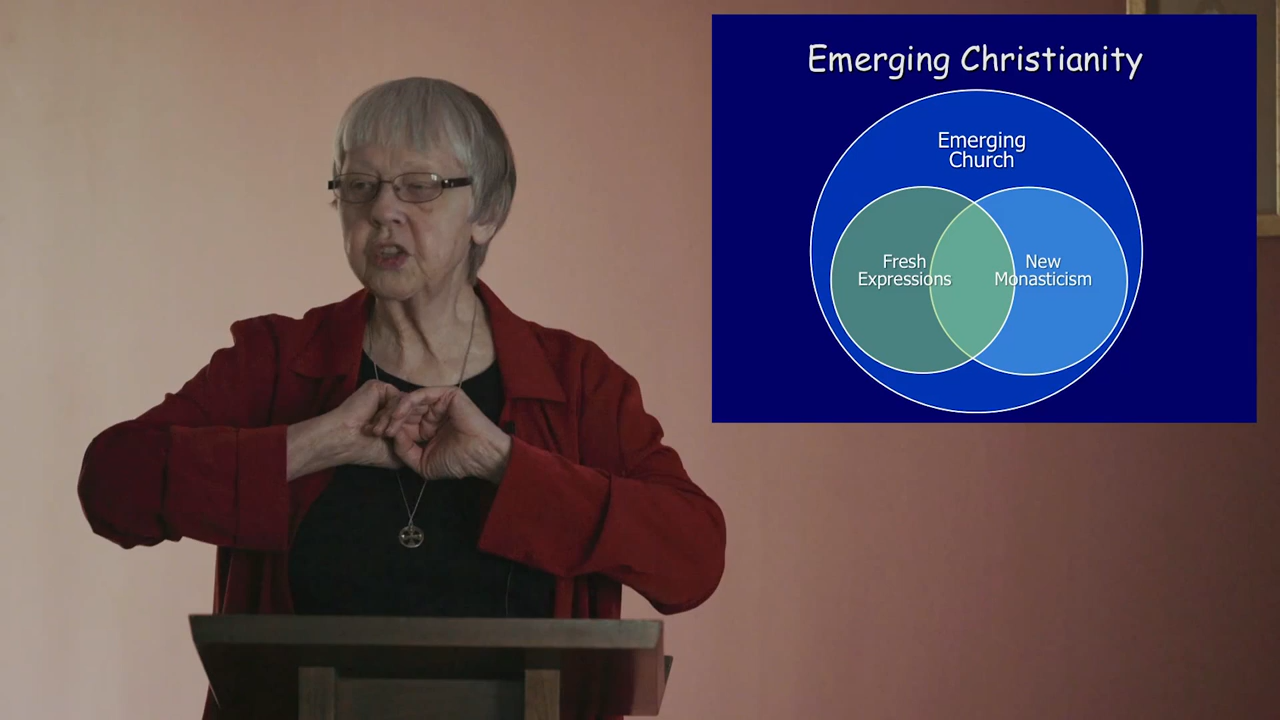 Emerging Christianity
Emerging
Church
Fresh
Expressions
New
Monasticism